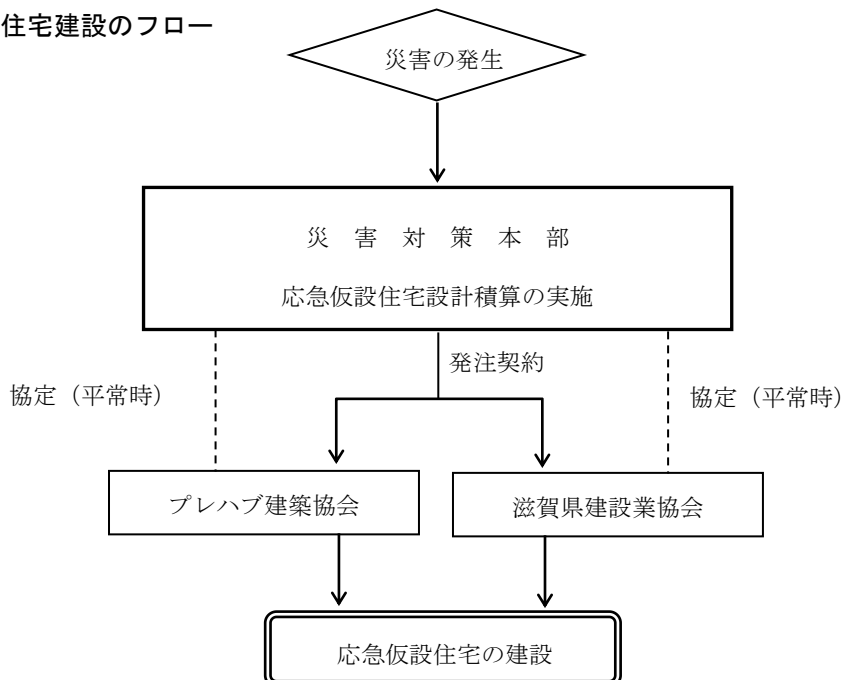 住宅建設のフロー
災害の発生
災 害 対 策 本 部
応急仮設住宅設計積算の実施
発注契約
協定（平常時）
協定（平常時）
プレハブ建築協会
滋賀県建設業協会
応急仮設住宅の建設